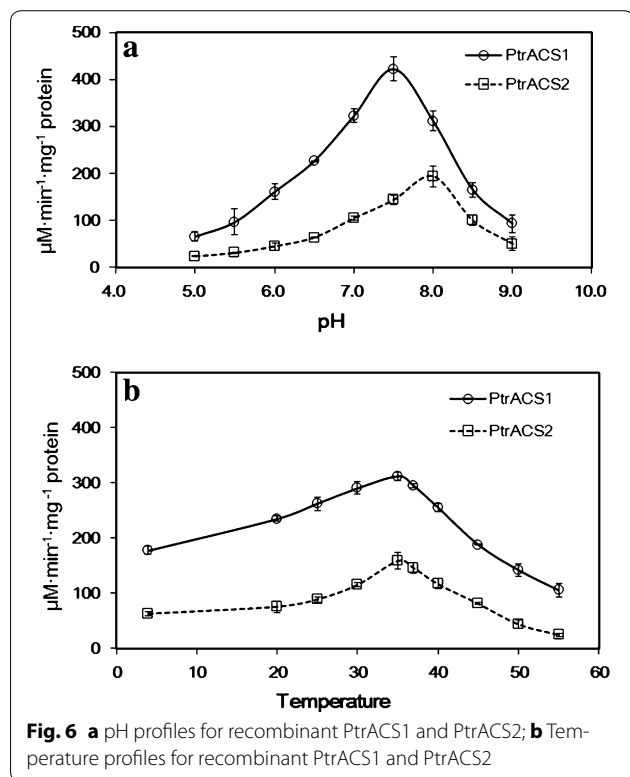 a
500
400
300
200
100
0
µM·min⁻¹·mg⁻¹ protein
PtrACS1
PtrACS2
4.0 5.0 6.0 7.0 8.0 9.0 10.0
pH
b
500
400
300
200
100
0
µM·min⁻¹·mg⁻¹ protein
PtrACS1
PtrACS2
0 10 20 30 40 50 60
Temperature
Fig. 6 a pH profiles for recombinant PtrACS1 and PtrACS2; b Tem-
perature profiles for recombinant PtrACS1 and PtrACS2